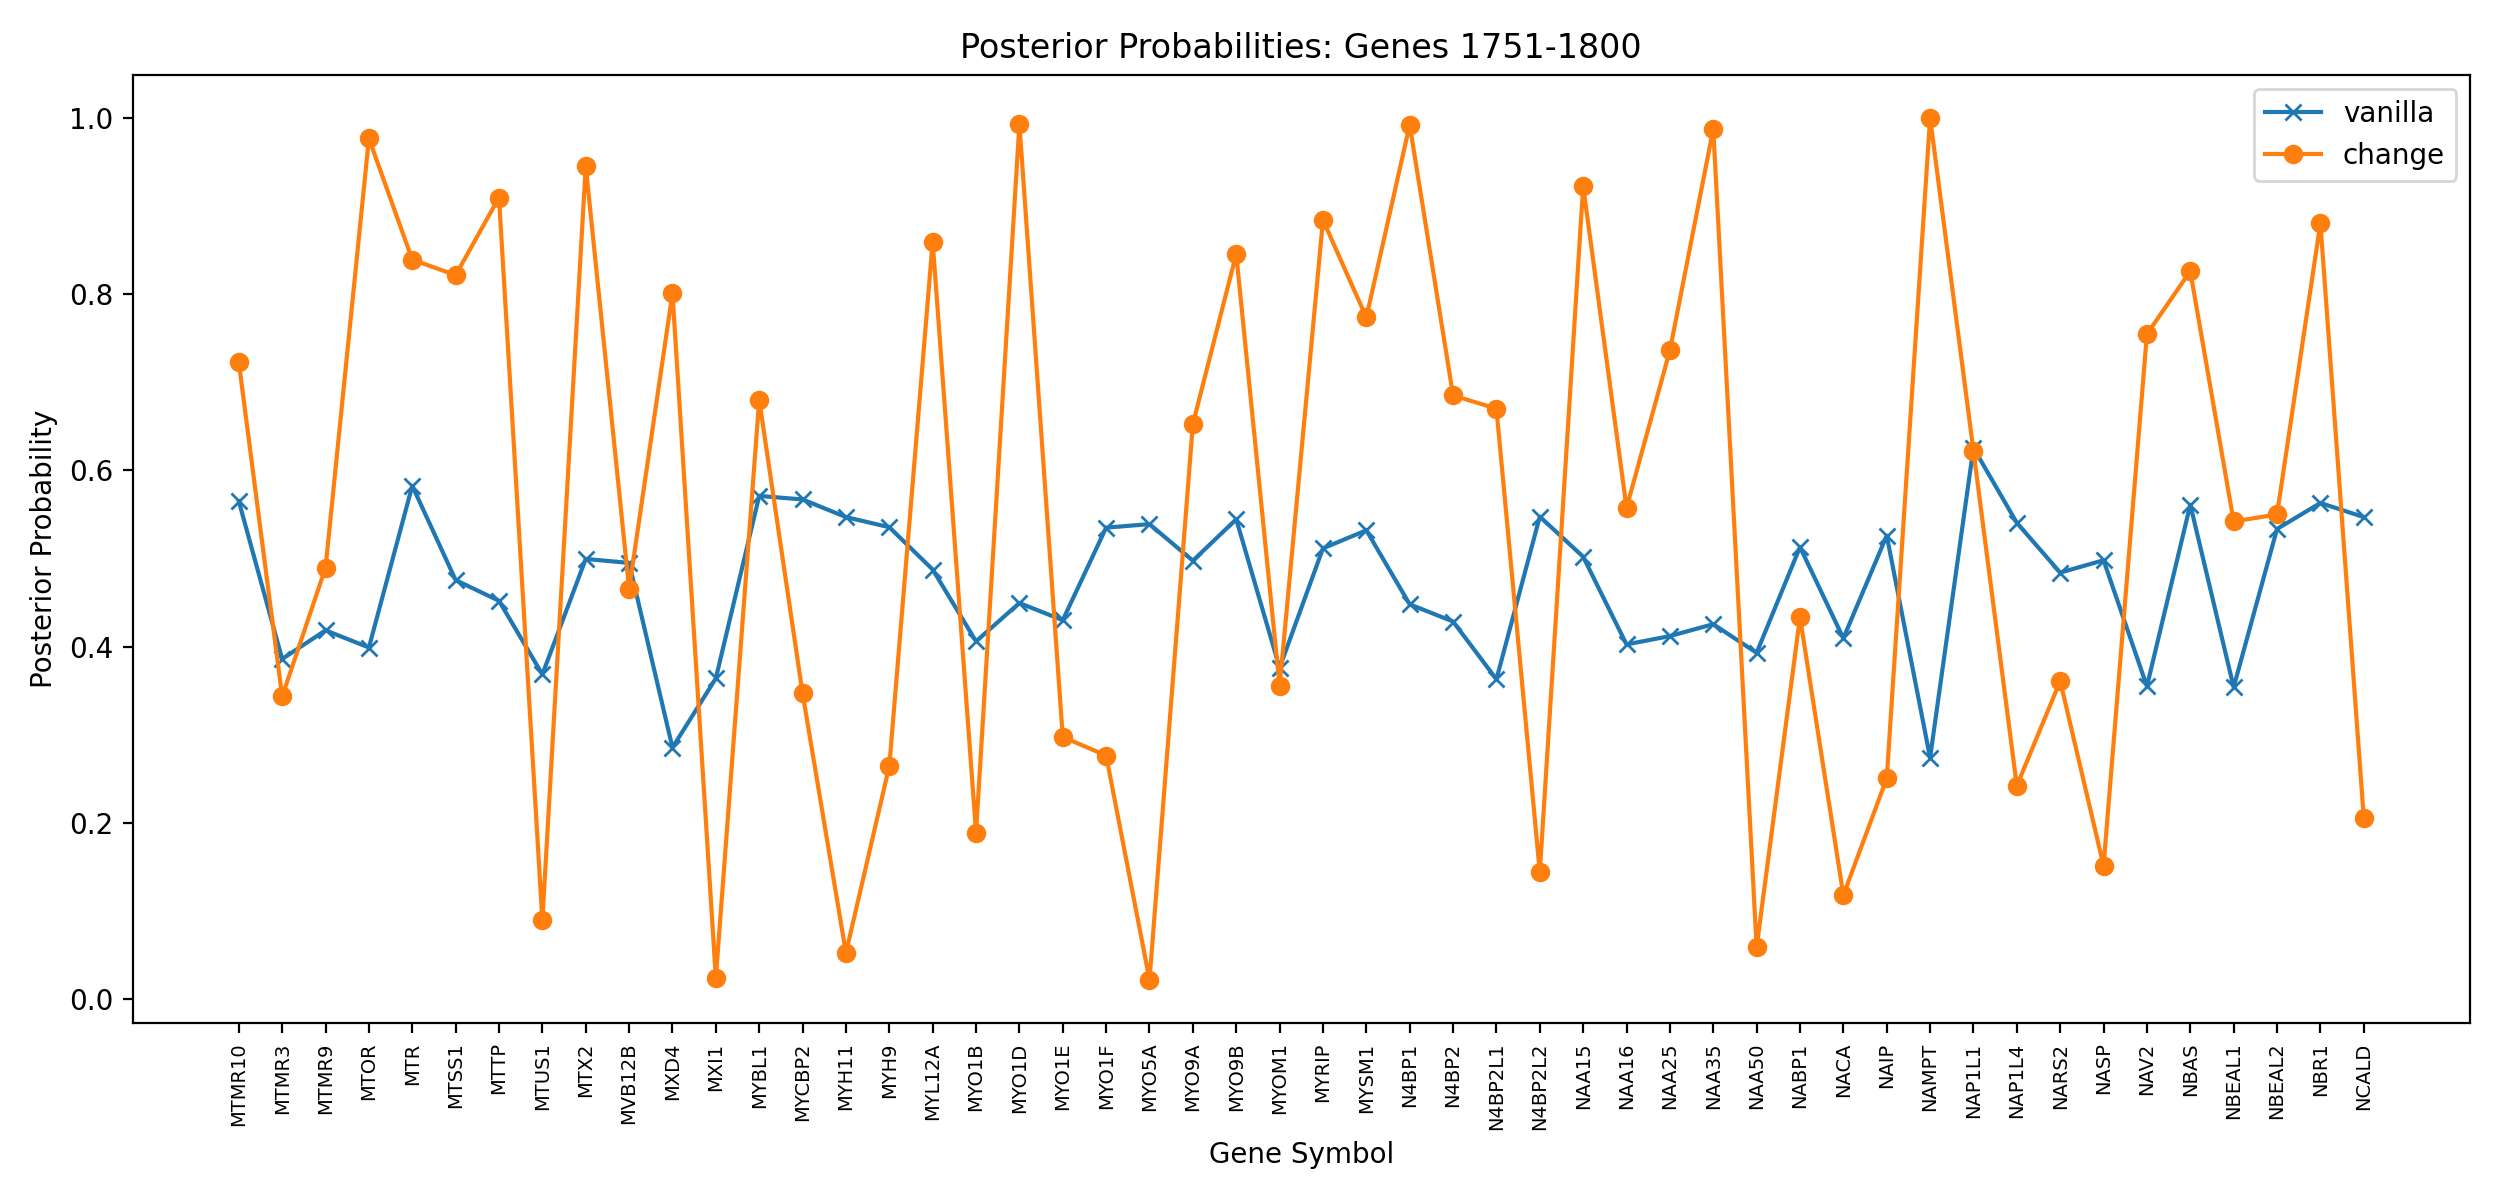 Posterior Probabilities: Genes 1751-1800
vanilla
change
Posterior Probability
1.0
0.8
0.6
0.4
0.2
0.0
MTMR10
MTMR3
MTMR9
MTOR
MTR
MTSS1
MTTP
MTUS1
MTX2
MVB12B
MXD4
MXI1
MYBL1
MYCBP2
MYH11
MYH9
MYL12A
MYO1B
MYO1D
MYO1E
MYO1F
MYO5A
MYO9A
MYO9B
MYOM1
MYRIP
MYSM1
N4BP1
N4BP2
N4BP2L1
N4BP2L2
NAA15
NAA16
NAA25
NAA35
NAA50
NABP1
NACA
NAIP
NAMPT
NAP1L1
NAP1L4
NARS2
NASP
NAV2
NBAS
NBEAL1
NBEAL2
NBR1
NCALD
Gene Symbol